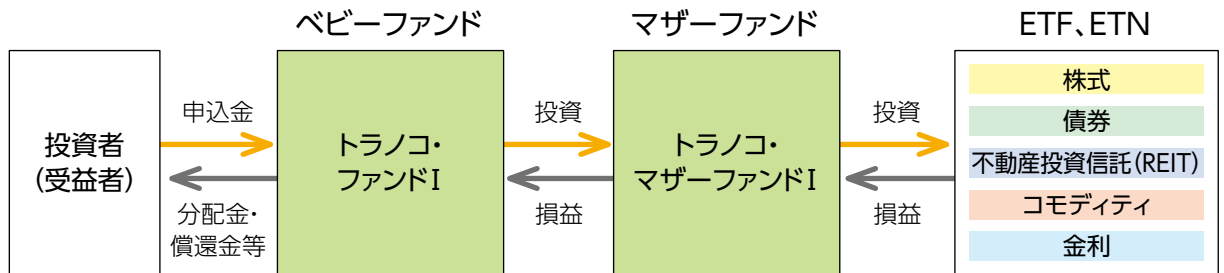 ベビーファンド
マザーファンド
ETF、ETN
投資者
(受益者)
申込金
分配金・
償還金等
トラノコ・
ファンドⅠ
投資
損益
トラノコ・
マザーファンドⅠ
投資
損益
株式
債券
不動産投資信託(REIT)
コモディティ
金利